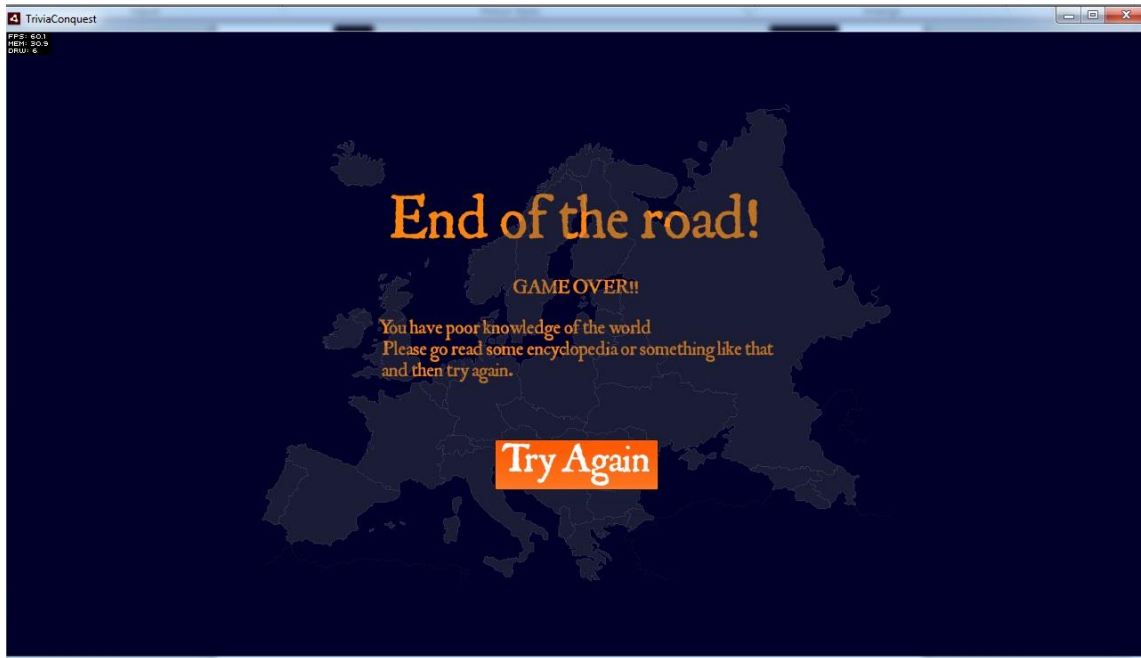 TriviaConquest
FPS: 60.1
MEM: 30.9
DRW: 6
End of the road!
GAME OVER!!
You have poor knowledge of the world
Please go read some encyclopedia or something like that
and then try again.
Try Again